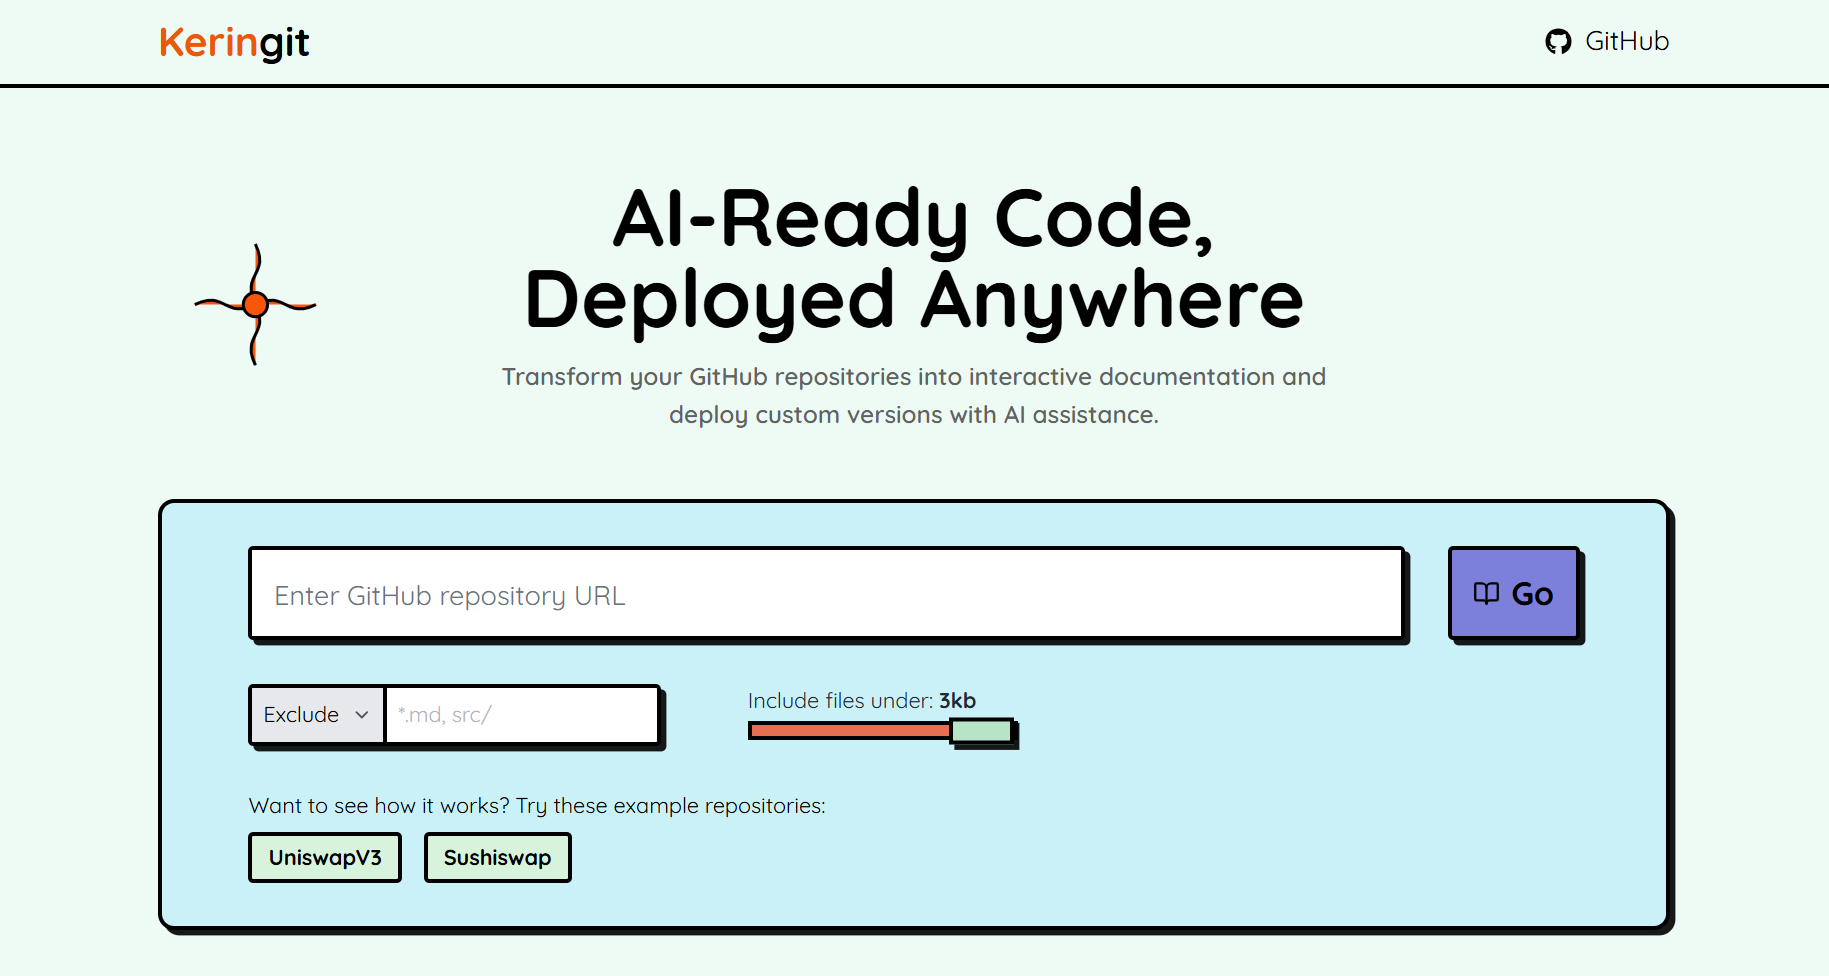 Keringit
GitHub
AI-Ready Code,
Deployed Anywhere
Transform your GitHub repositories into interactive documentation and
deploy custom versions with AI assistance.
Enter GitHub repository URL
Go
Exclude
*.md, src/
Include files under: 3kb
Want to see how it works? Try these example repositories:
UniswapV3
Sushiswap